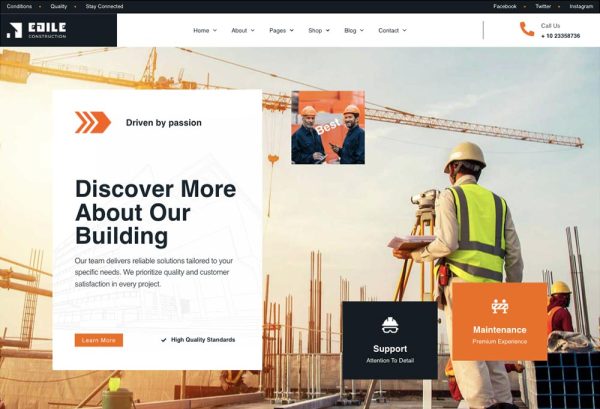 Conditions • Quality • Stay Connected
Facebook • Twitter • Instagram
EDILE
CONSTRUCTION
Home About Pages Shop Blog Contact
Call Us
+ 10 23358736
Driven by passion
Best
Discover More
About Our
Building
Our team delivers reliable solutions tailored to your
specific needs. We prioritize quality and customer
satisfaction in every project.
Learn More
High Quality Standards
Support
Attention To Detail
Maintenance
Premium Experience